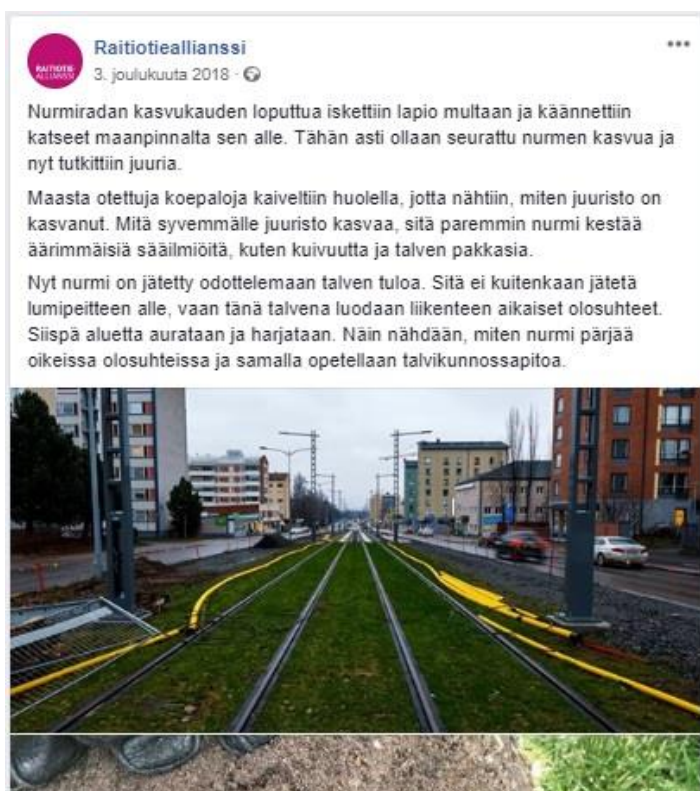 Raitiotieallianssi
3. joulukuuta 2018 ·
RAITIOTIE-
ALLIANSSI
Nurmiradan kasvukauden loputtua iskettiin lapio multaan ja käännettiin
katseet maanpinnalta sen alle. Tähän asti ollaan seurattu nurmen kasvua ja
nyt tutkittiin juuria.
Maasta otettuja koepaloja kaiveltiin huolella, jotta nähtiin, miten juuristo on
kasvanut. Mitä syvemmälle juuristo kasvaa, sitä paremmin nurmi kestää
äärimmäisiä sääilmiöitä, kuten kuivuutta ja talven pakkasia.
Nyt nurmi on jätetty odottelemaan talven tuloa. Sitä ei kuitenkaan jätetä
lumipeitteen alle, vaan tänä talvena luodaan liikenteen aikaiset olosuhteet.
Siispä aluetta aurataan ja harjataan. Näin nähdään, miten nurmi pärjää
oikeissa olosuhteissa ja samalla opetellaan talvikunnossapitoa.